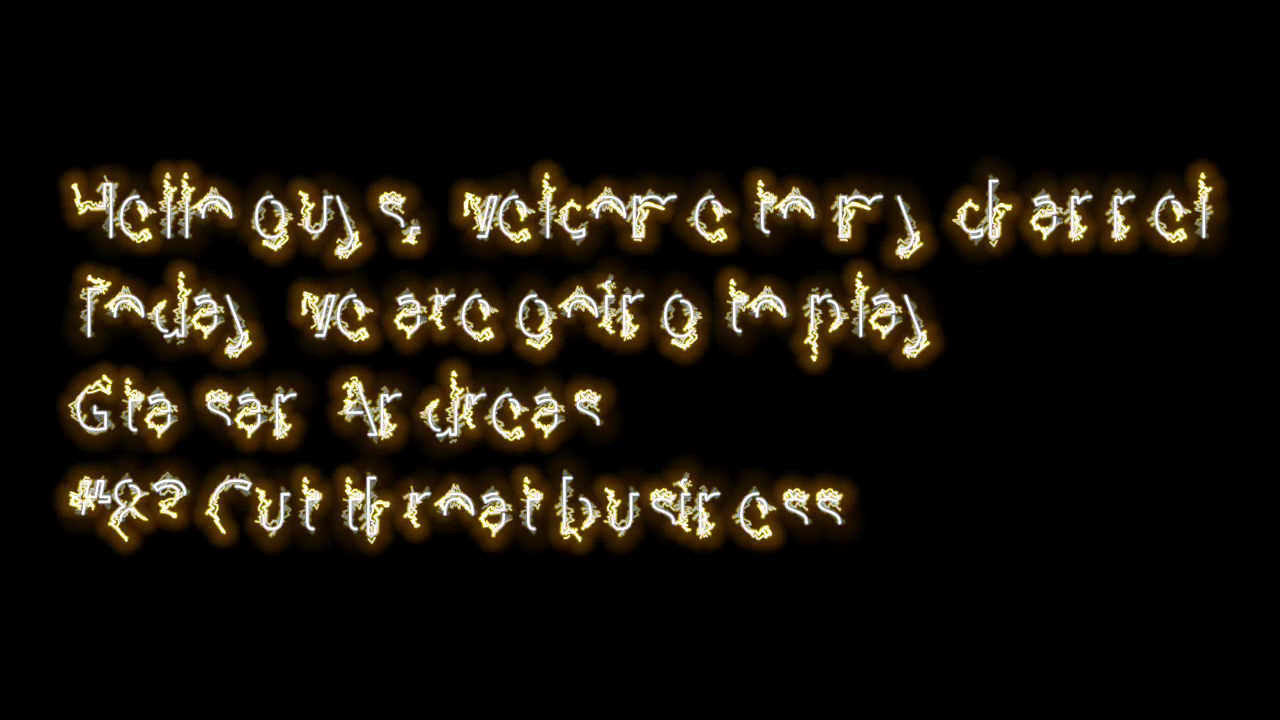 Hello guys, welcome to my channel
Today we are going to play
Gta san Andreas
#82 Cut throat business